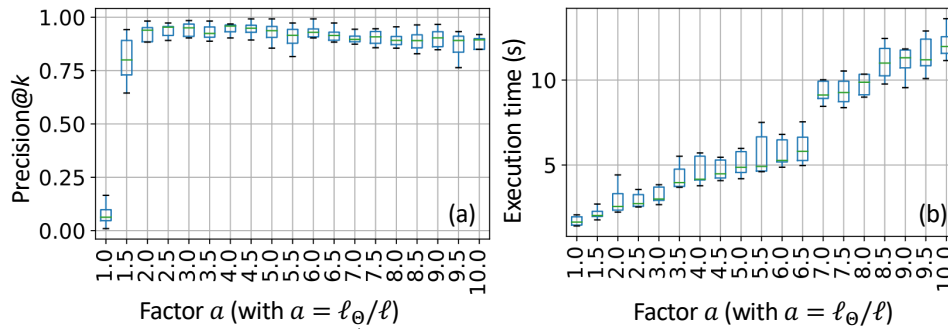 1.00
0.75
0.50
0.25
0.00
Precision@k
(a)
1.0 1.5 2.0 2.5 3.0 3.5 4.0 4.5 5.0 5.5 6.0 6.5 7.0 7.5 8.0 8.5 9.0 9.5 10.0
Factor a (with a = ℓ_Θ/ℓ)
10
5
Execution time (s)
(b)
1.0 1.5 2.0 2.5 3.0 3.5 4.0 4.5 5.0 5.5 6.0 6.5 7.0 7.5 8.0 8.5 9.0 9.5 10.0
Factor a (with a = ℓ_Θ/ℓ)